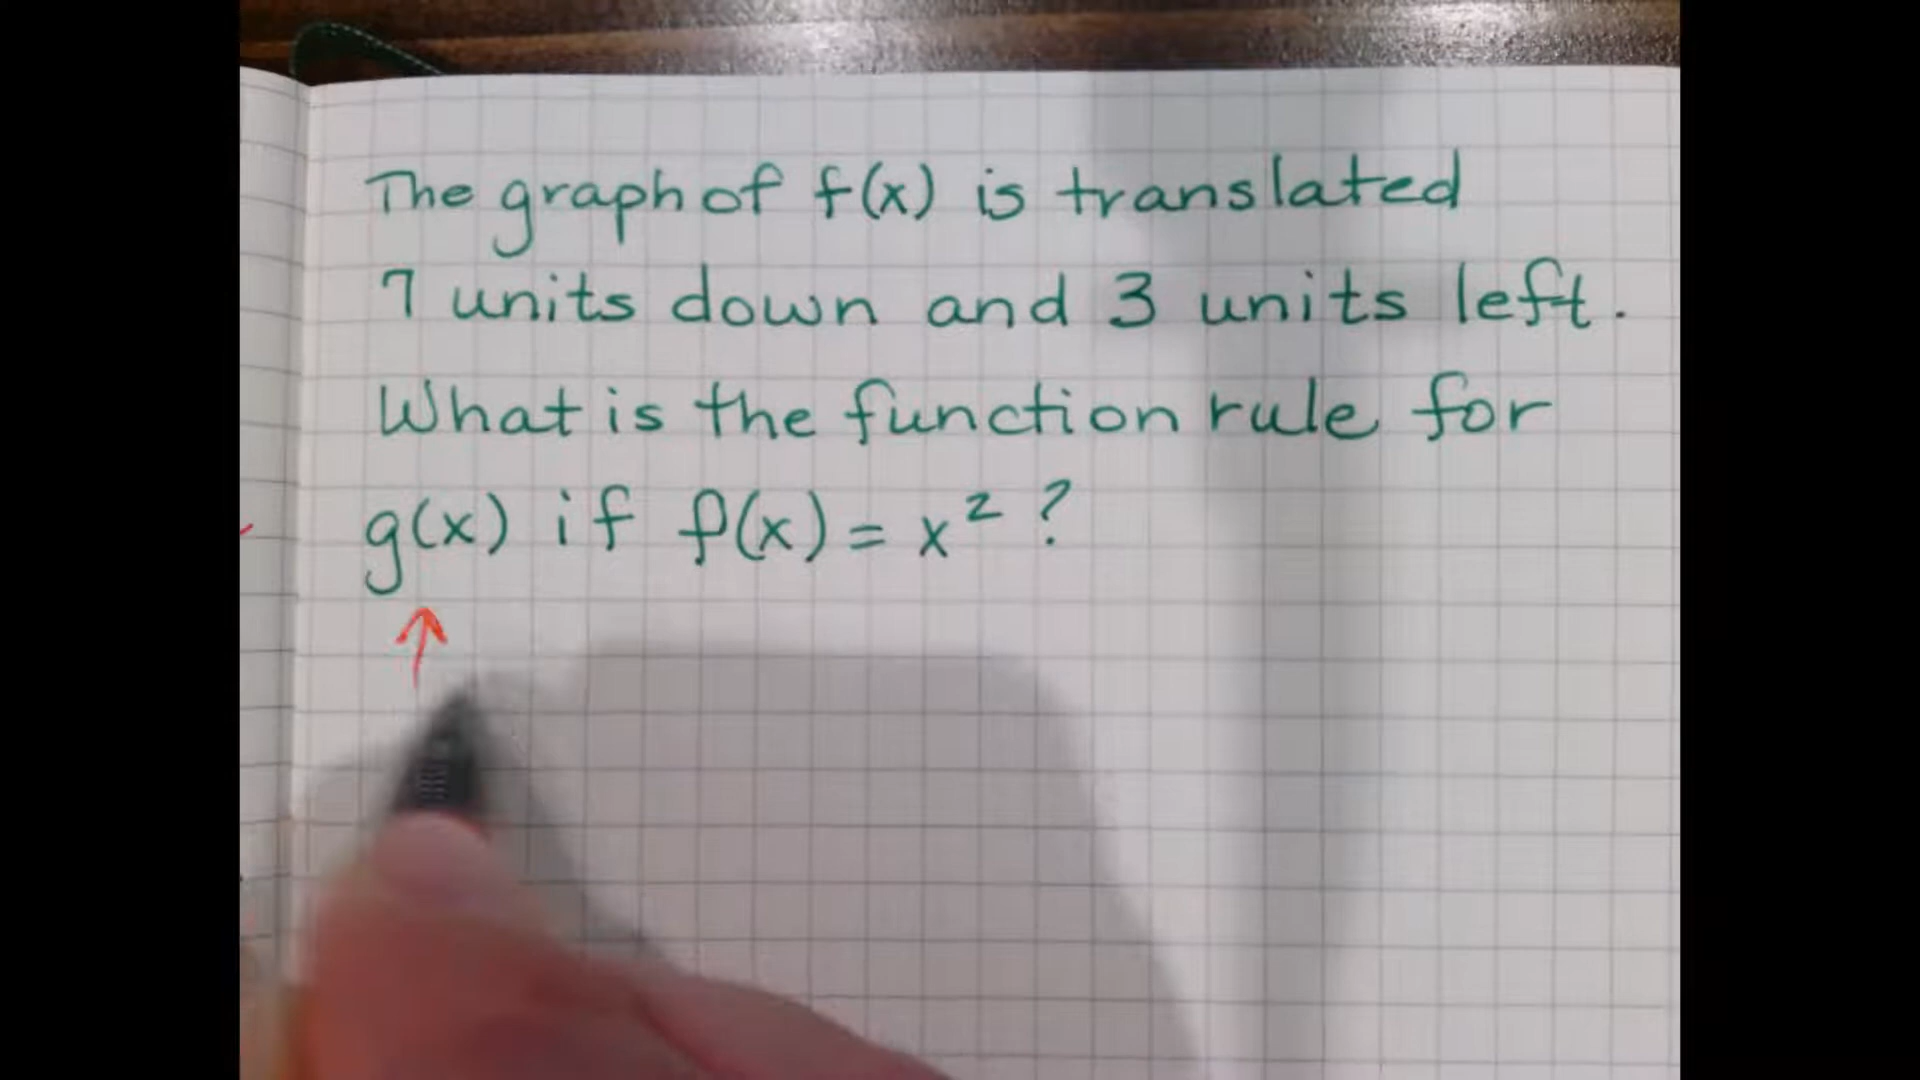 The graph of f(x) is translated
7 units down and 3 units left.
What is the function rule for
g(x) if f(x) = x²?